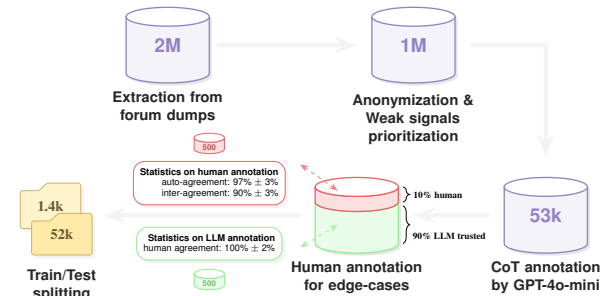 2M
Extraction from
forum dumps
1M
Anonymization &
Weak signals
prioritization
53k
CoT annotation
by GPT-4o-mini
10% human
90% LLM trusted
Human annotation
for edge-cases
500
Statistics on human annotation
auto-agreement: 97% ± 3%
inter-agreement: 90% ± 3%
Statistics on LLM annotation
human agreement: 100% ± 2%
500
1.4k
52k
Train/Test
splitting